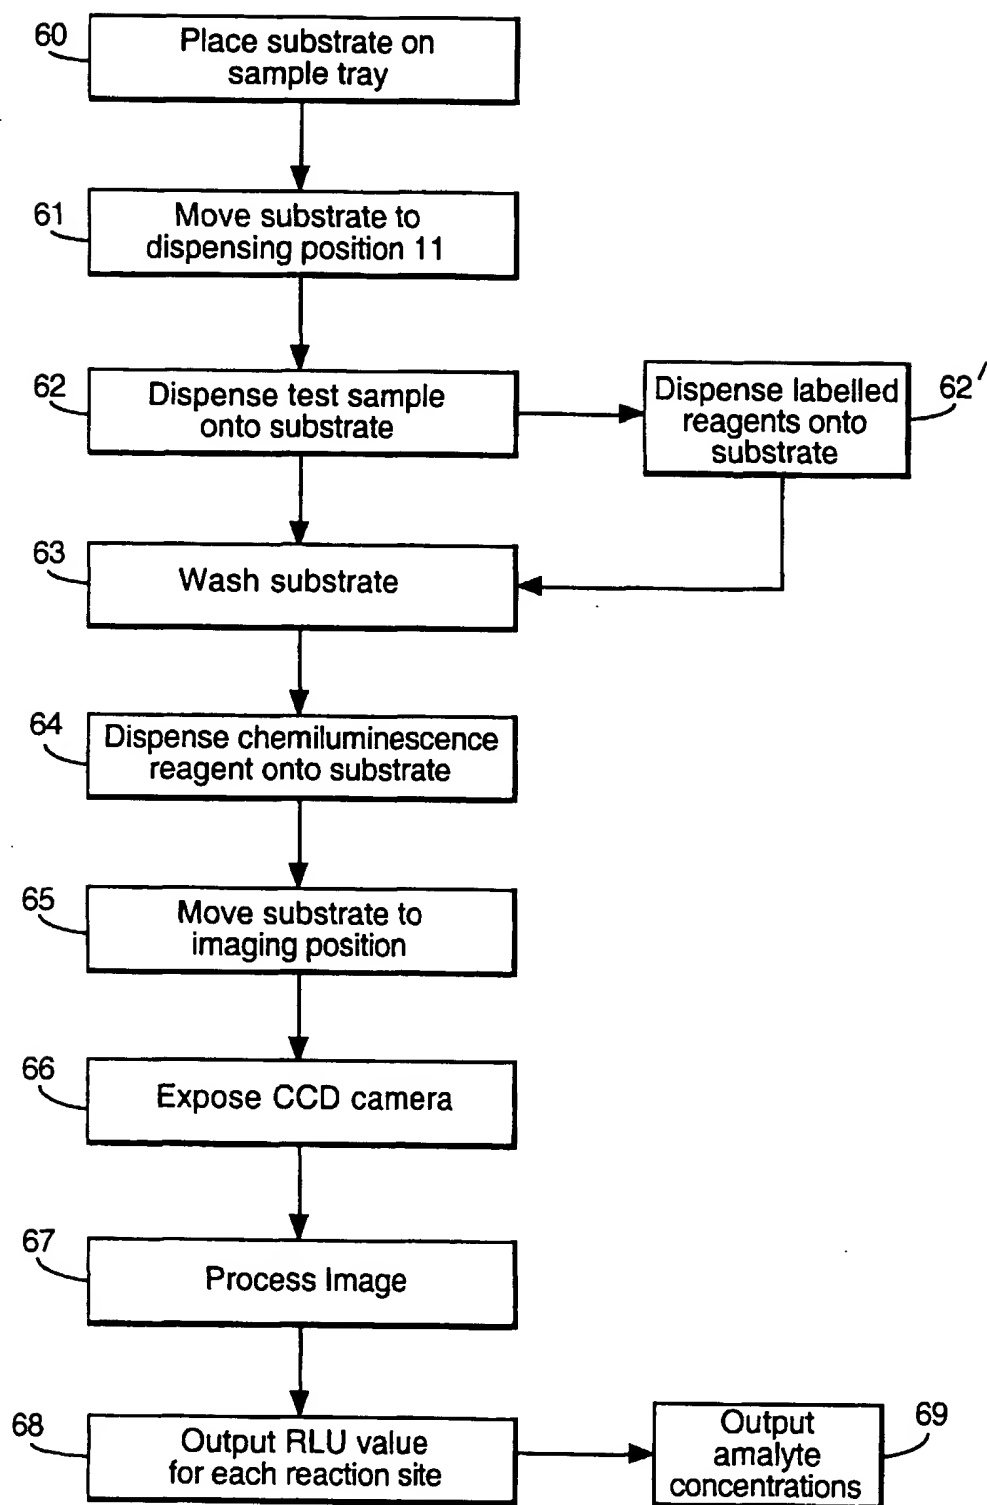 60
Place substrate on
sample tray
61
Move substrate to
dispensing position 11
62
Dispense test sample
onto substrate
Dispense labelled
reagents onto
substrate
62'
63
Wash substrate
64
Dispense chemiluminescence
reagent onto substrate
65
Move substrate to
imaging position
66
Expose CCD camera
67
Process Image
68
Output RLU value
for each reaction site
Output
amalyte
concentrations
69